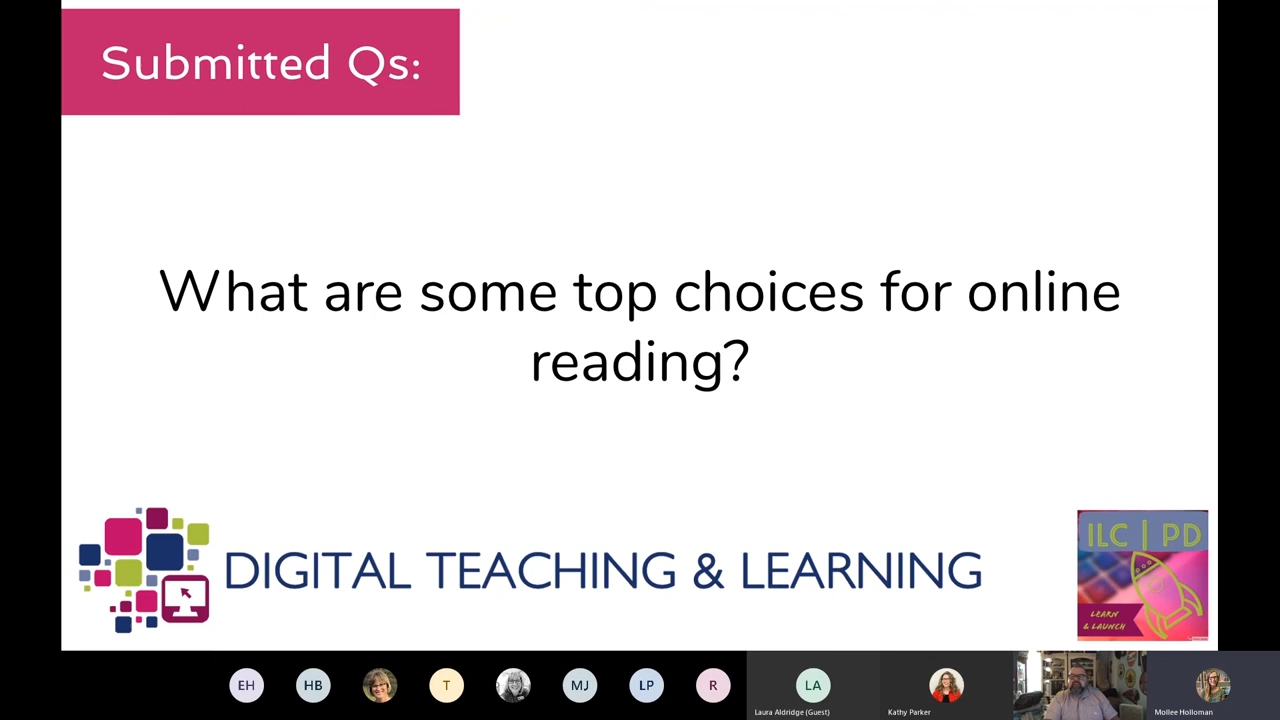 Submitted Qs:
What are some top choices for online
reading?
DIGITAL TEACHING & LEARNING
ILC | PD
LEARN
& LAUNCH
EH
HB
T
MJ
LP
R
LA
Laura Aldridge (Guest)
Kathy Parker
Mollee Holloman